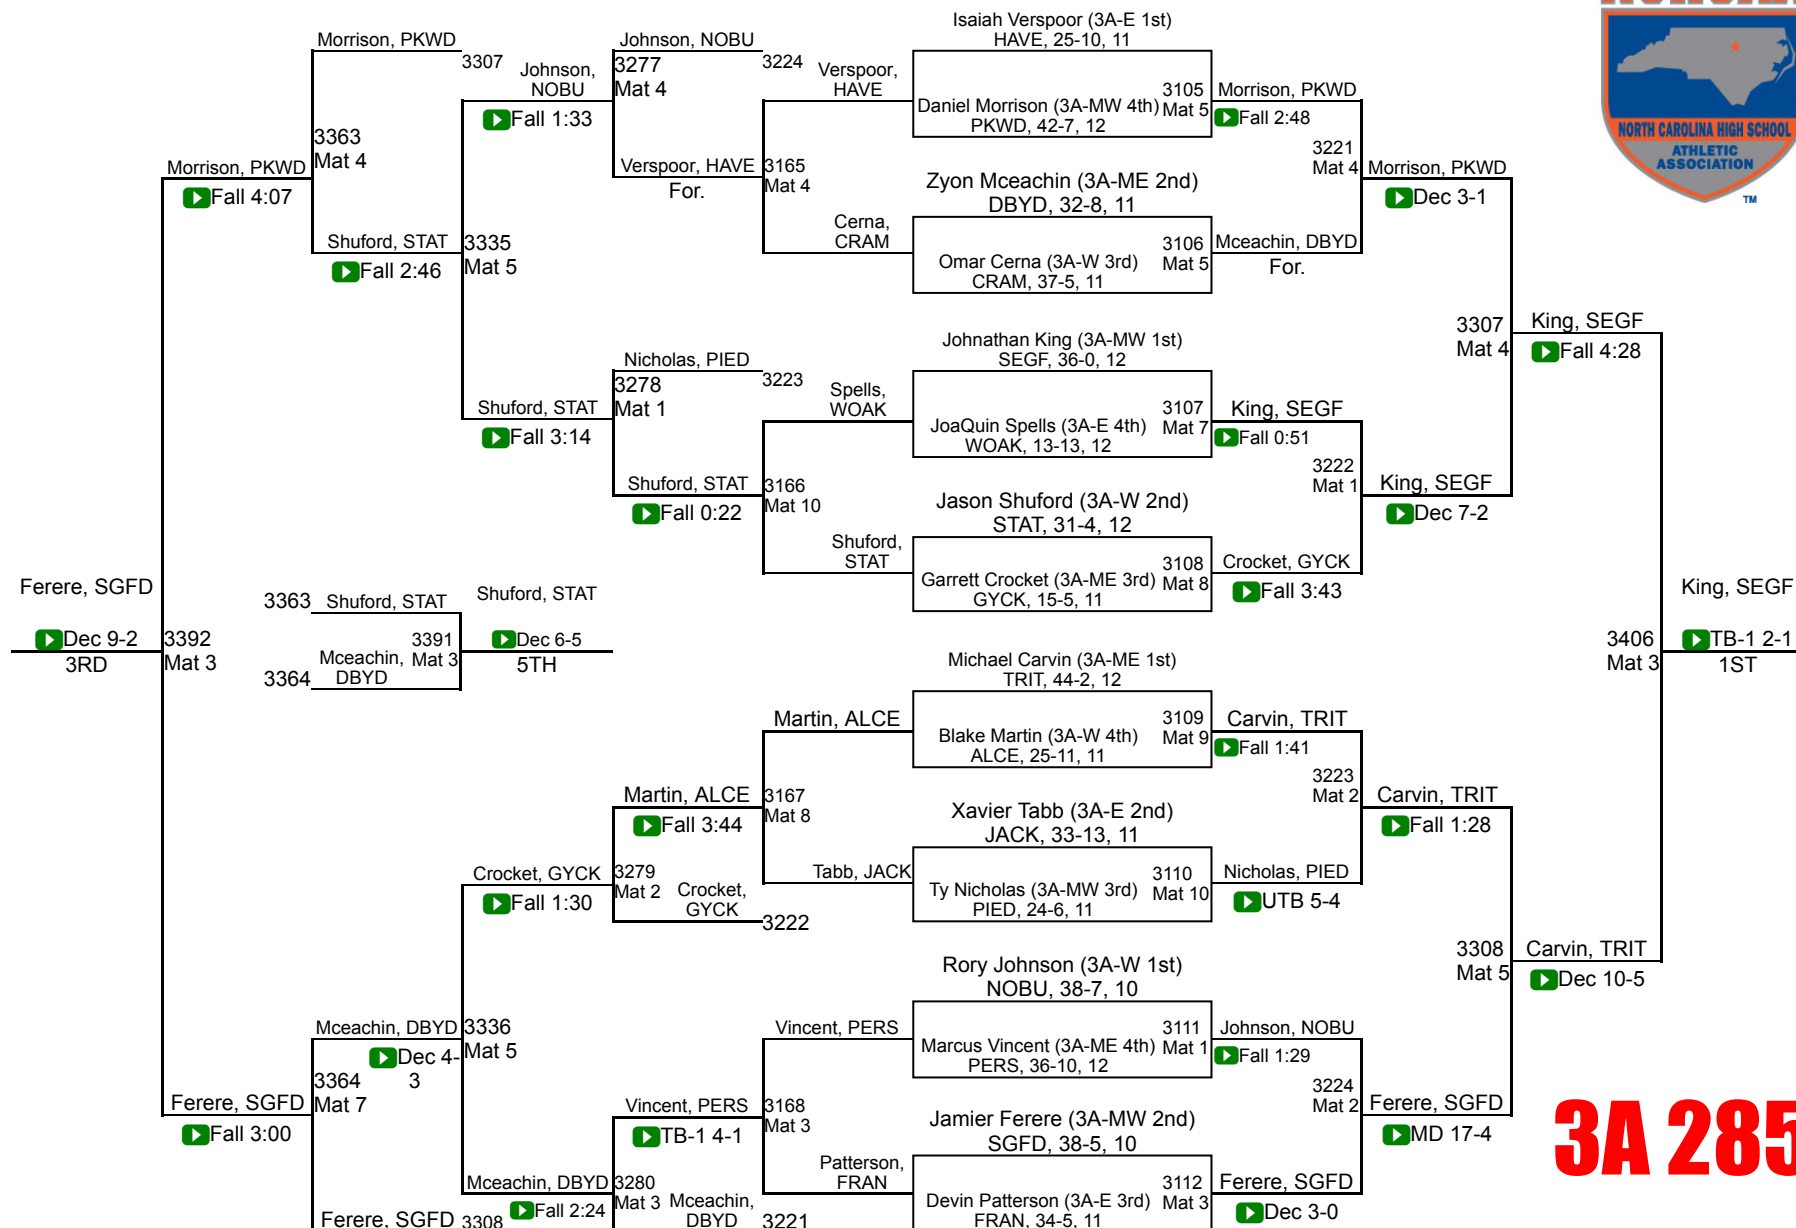 Morrison, PKWD
3307
Johnson, NOBU
Fall 1:33
Johnson, NOBU
3277
Mat 4
3224
Verspoor, HAVE
Isaiah Verspoor (3A-E 1st)
HAVE, 25-10, 11
3105
Mat 5
Daniel Morrison (3A-MW 4th)
PKWD, 42-7, 12
Morrison, PKWD
Fall 2:48
NORTH CAROLINA HIGH SCHOOL
ATHLETIC
ASSOCIATION
TM
3363
Mat 4
Morrison, PKWD
Fall 4:07
Verspoor, HAVE
For.
3165
Mat 4
Zyon Mceachin (3A-ME 2nd)
DBYD, 32-8, 11
3221
Mat 4
Morrison, PKWD
Dec 3-1
Shuford, STAT
Fall 2:46
3335
Mat 5
Cerna,
CRAM
Omar Cerna (3A-W 3rd)
CRAM, 37-5, 11
3106
Mat 5
Mceachin, DBYD
For.
Nicholas, PIED
3278
Mat 1
3223
Spells,
WOAK
Johnathan King (3A-MW 1st)
SEGF, 36-0, 12
3307
Mat 4
King, SEGF
Fall 4:28
Shuford, STAT
Fall 3:14
JoaQuin Spells (3A-E 4th)
WOAK, 13-13, 12
3107
Mat 7
King, SEGF
Fall 0:51
Shuford, STAT
Fall 0:22
3166
Mat 10
Jason Shuford (3A-W 2nd)
STAT, 31-4, 12
3222
Mat 1
King, SEGF
Dec 7-2
Shuford,
STAT
Garrett Crocket (3A-ME 3rd)
GYCK, 15-5, 11
3108
Mat 8
Crocket, GYCK
Fall 3:43
Ferere, SGFD
Dec 9-2
3RD
3392
Mat 3
3363
Shuford, STAT
Shuford, STAT
3391
Mat 3
Dec 6-5
5TH
3364
Mceachin,
DBYD
King, SEGF
3406
Mat 3
TB-1 2-1
1ST
Martin, ALCE
Michael Carvin (3A-ME 1st)
TRIT, 44-2, 12
Blake Martin (3A-W 4th)
ALCE, 25-11, 11
3109
Mat 9
Carvin, TRIT
Fall 1:41
Martin, ALCE
Fall 3:44
3167
Mat 8
Xavier Tabb (3A-E 2nd)
JACK, 33-13, 11
3223
Mat 2
Carvin, TRIT
Fall 1:28
Crocket, GYCK
Fall 1:30
3279
Mat 2
Crocket,
GYCK
3222
Tabb, JACK
Ty Nicholas (3A-MW 3rd)
PIED, 24-6, 11
3110
Mat 10
Nicholas, PIED
UTB 5-4
Rory Johnson (3A-W 1st)
NOBU, 38-7, 10
3308
Mat 5
Carvin, TRIT
Dec 10-5
Mceachin, DBYD
Dec 4-
3
3336
Mat 5
Vincent, PERS
Marcus Vincent (3A-ME 4th)
PERS, 36-10, 12
3111
Mat 1
Johnson, NOBU
Fall 1:29
Ferere, SGFD
Fall 3:00
3364
Mat 7
Vincent, PERS
TB-1 4-1
3168
Mat 3
Jamier Ferere (3A-MW 2nd)
SGFD, 38-5, 10
3224
Mat 2
Ferere, SGFD
MD 17-4
3A 285
Ferere, SGFD
3308
Mceachin, DBYD
Fall 2:24
3280
Mat 3
Mceachin,
DBYD
3221
Patterson,
FRAN
Devin Patterson (3A-E 3rd)
FRAN, 34-5, 11
3112
Mat 3
Ferere, SGFD
Dec 3-0